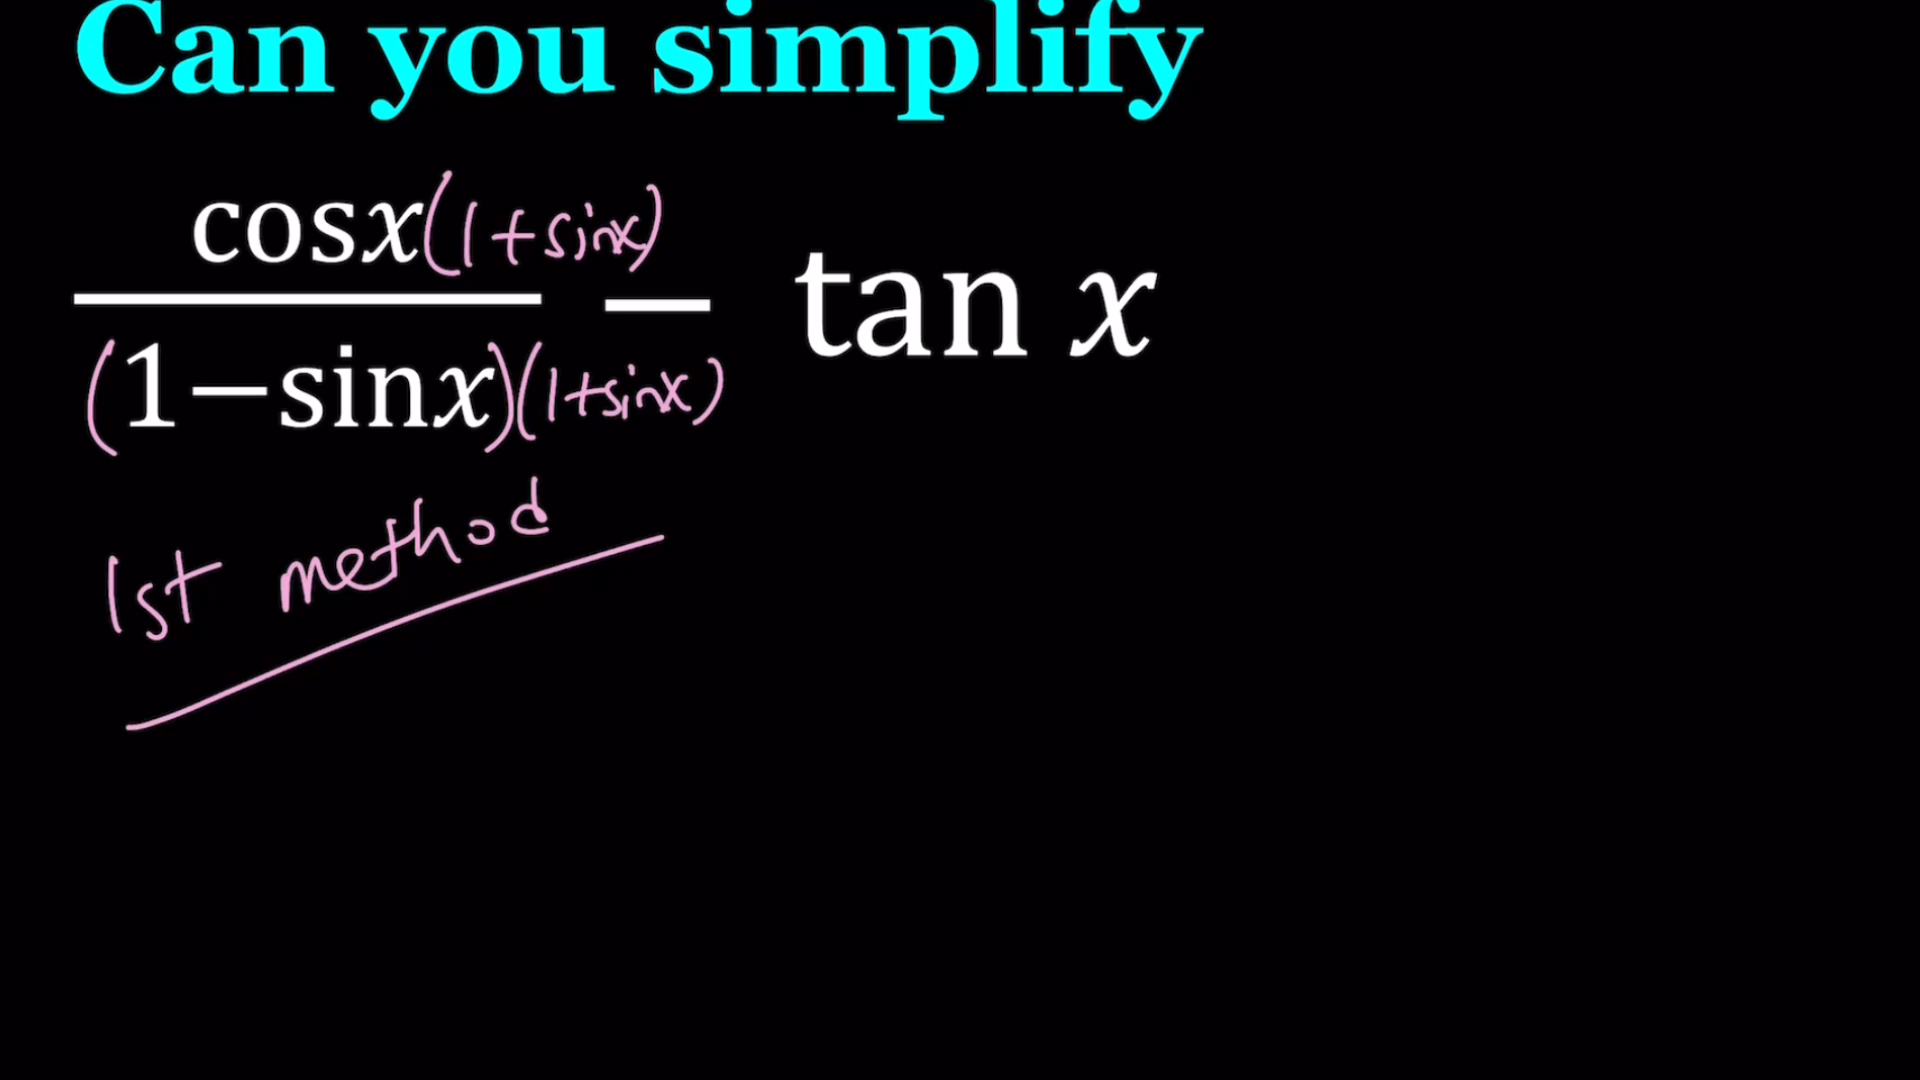 Can you simplify
cosx(1+sinx)
— tan x
(1−sinx)(1+sinx)
1st method